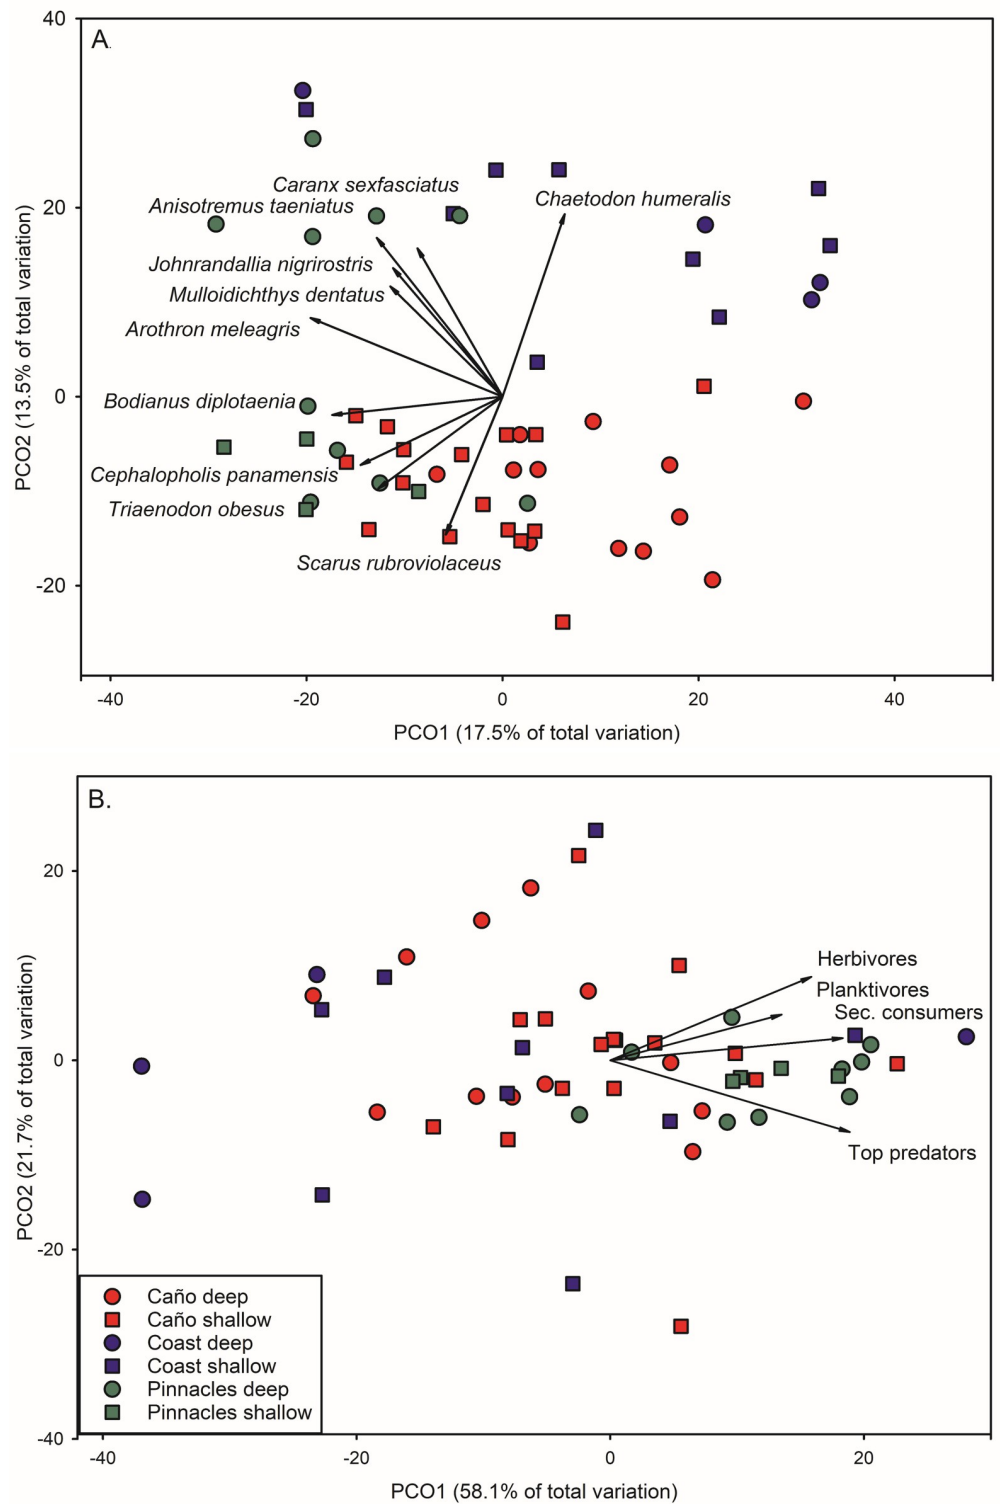 40
A.
Caranx sexfasciatus
Anisotremus taeniatus
Chaetodon humeralis
20
Johnrandallia nigrirostris
Mulloidichthys dentatus
Arothron meleagris
0
Bodianus diplotaenia
Cephalopholis panamensis
Triaenodon obesus
Scarus rubroviolaceus
-20
PCO2 (13.5% of total variation)
-40
-20
0
20
40
PCO1 (17.5% of total variation)
B.
20
Herbivores
Planktivores
Sec. consumers
0
Top predators
-20
-40
PCO2 (21.7% of total variation)
Caño deep
Caño shallow
Coast deep
Coast shallow
Pinnacles deep
Pinnacles shallow
-40
-20
0
20
PCO1 (58.1% of total variation)